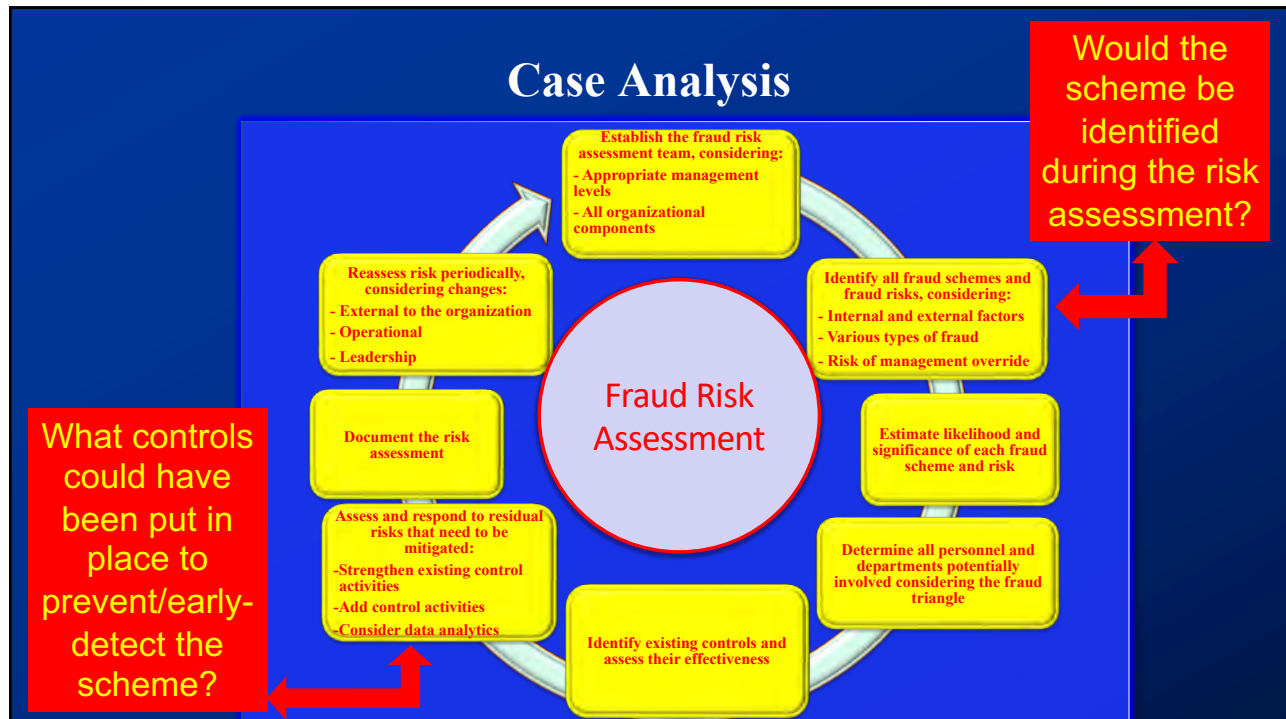 Case Analysis
Would the
scheme be
identified
during the risk
assessment?
Establish the fraud risk
assessment team, considering:
- Appropriate management
levels
- All organizational
components
Identify all fraud schemes and
fraud risks, considering:
- Internal and external factors
- Various types of fraud
- Risk of management override
Estimate likelihood and
significance of each fraud
scheme and risk
Determine all personnel and
departments potentially
involved considering the fraud
triangle
Identify existing controls and
assess their effectiveness
Assess and respond to residual
risks that need to be
mitigated:
-Strengthen existing control
activities
-Add control activities
-Consider data analytics
Document the risk
assessment
Reassess risk periodically,
considering changes:
- External to the organization
- Operational
- Leadership
Fraud Risk
Assessment
What controls
could have
been put in
place to
prevent/early-
detect the
scheme?